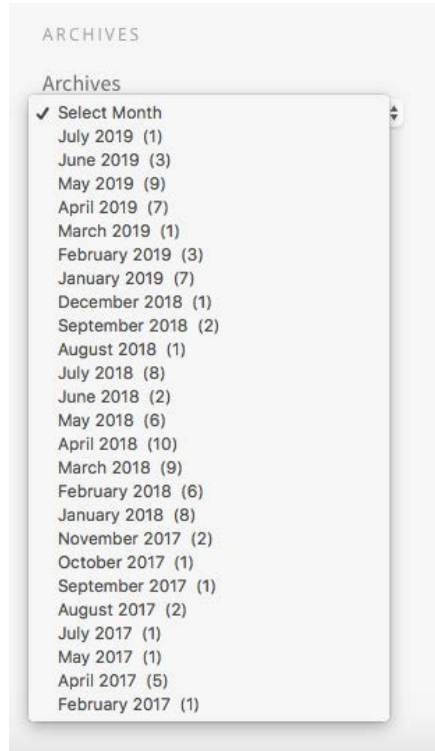 ARCHIVES
Archives
✓ Select Month
July 2019 (1)
June 2019 (3)
May 2019 (9)
April 2019 (7)
March 2019 (1)
February 2019 (3)
January 2019 (7)
December 2018 (1)
September 2018 (2)
August 2018 (1)
July 2018 (8)
June 2018 (2)
May 2018 (6)
April 2018 (10)
March 2018 (9)
February 2018 (6)
January 2018 (8)
November 2017 (2)
October 2017 (1)
September 2017 (1)
August 2017 (2)
July 2017 (1)
May 2017 (1)
April 2017 (5)
February 2017 (1)